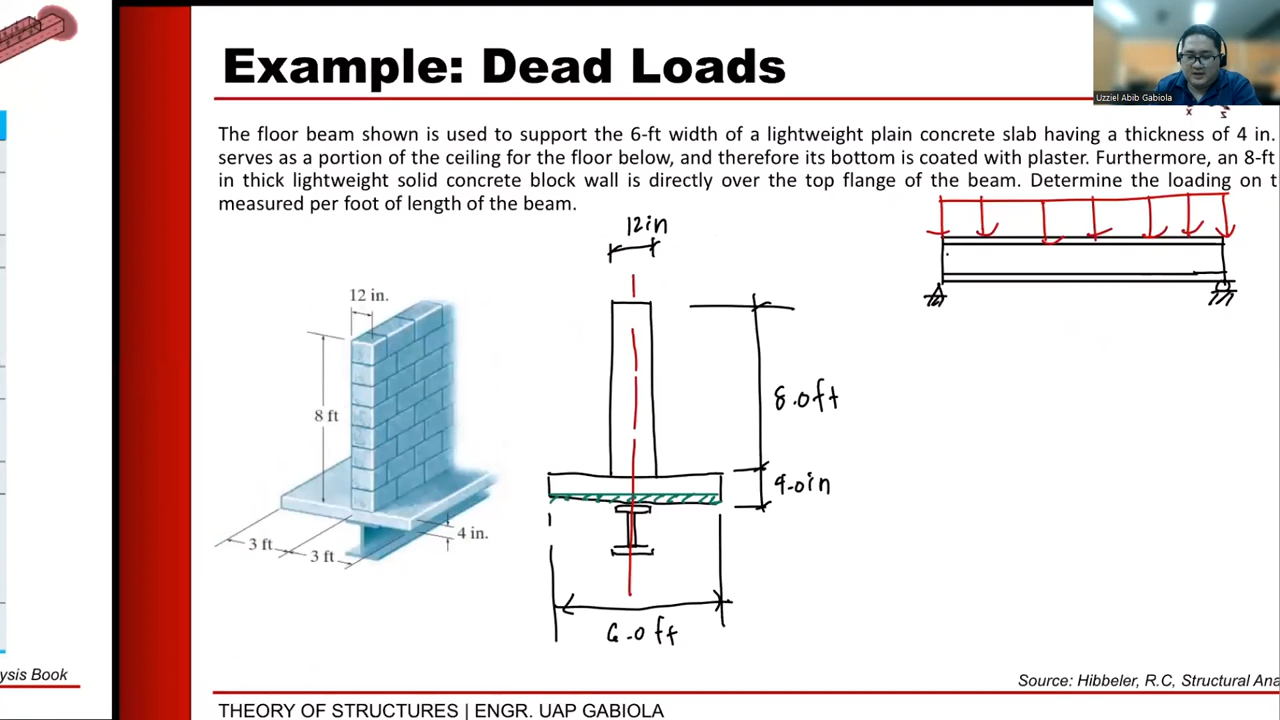 Example: Dead Loads
Uzziel Abib Gabiola
x s
The floor beam shown is used to support the 6-ft width of a lightweight plain concrete slab having a thickness of 4 in.
serves as a portion of the ceiling for the floor below, and therefore its bottom is coated with plaster. Furthermore, an 8-ft
in thick lightweight solid concrete block wall is directly over the top flange of the beam. Determine the loading on t
measured per foot of length of the beam.
12in
12 in.
8 ft
8.0ft
4.0in
4 in.
3 ft
3 ft
6.0 ft
ysis Book
Source: Hibbeler, R.C, Structural Ana
THEORY OF STRUCTURES | ENGR. UAP GABIOLA